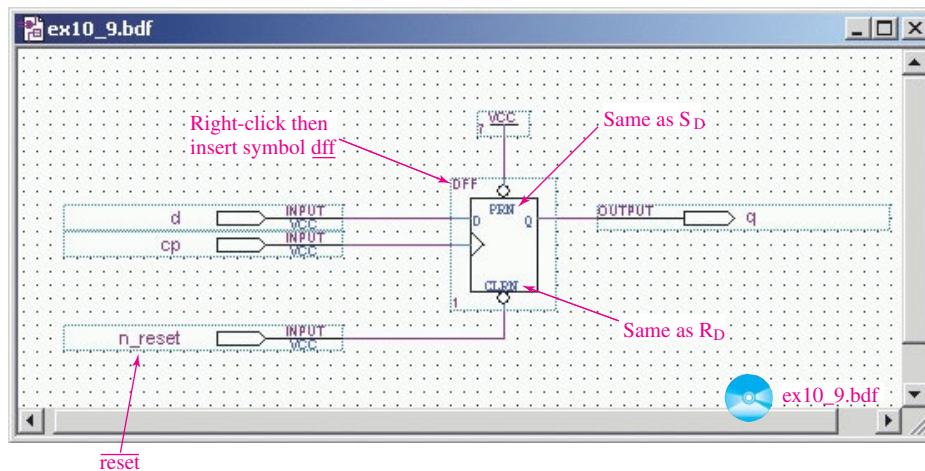 ex10_9.bdf
VCC
7
Right-click then
insert symbol dff
Same as SD
DFF
PRN
D
Q
CLRN
1
d
INPUT
VCC
OUTPUT
q
cp
INPUT
VCC
n_reset
INPUT
VCC
Same as RD
ex10_9.bdf
reset